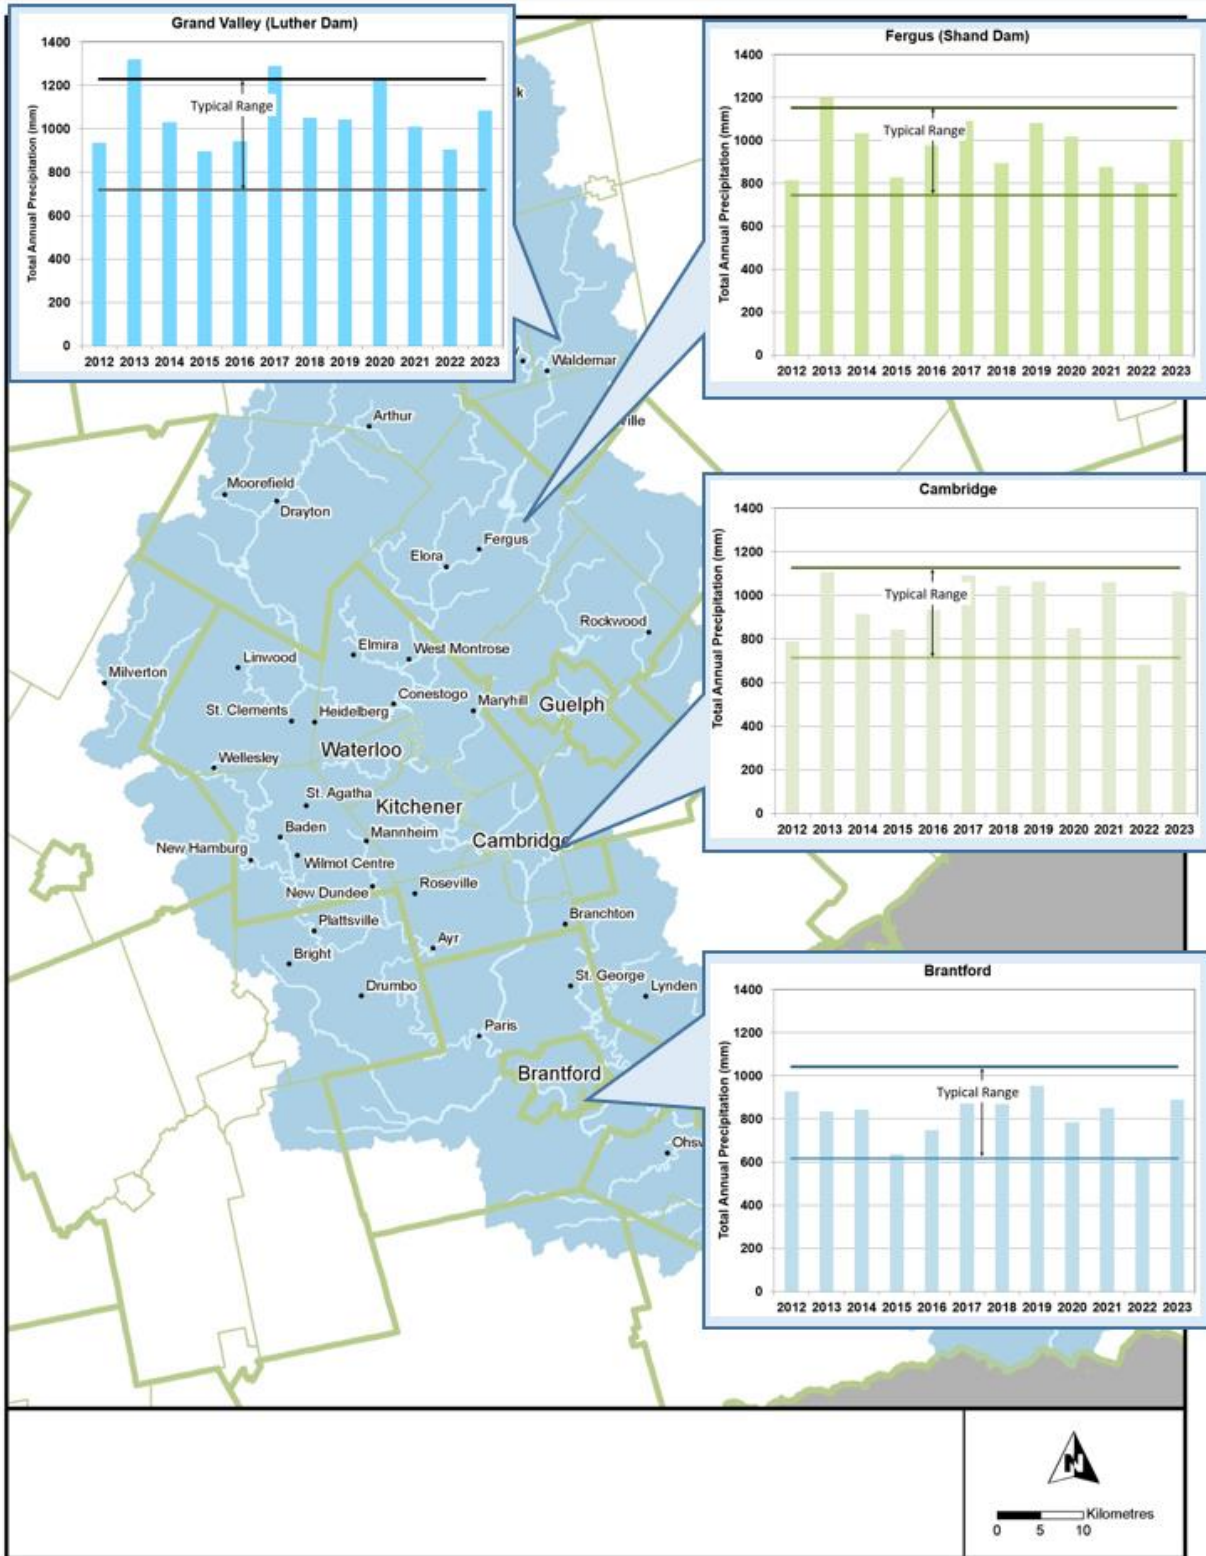 Grand Valley (Luther Dam)
Total Annual Precipitation (mm)
1400
1200
1000
800
600
400
200
0
Typical Range
2012 2013 2014 2015 2016 2017 2018 2019 2020 2021 2022 2023
Fergus (Shand Dam)
Total Annual Precipitation (mm)
1400
1200
1000
800
600
400
200
0
Typical Range
2012 2013 2014 2015 2016 2017 2018 2019 2020 2021 2022 2023
Waldemar
Arthur
Moorefield
Drayton
Fergus
Elora
Rockwood
Elmira
West Montrose
Linwood
Milverton
Conestogo
Maryhill
Guelph
St. Clements
Heidelberg
Waterloo
Wellesley
St. Agatha
Kitchener
Baden
Mannheim
Cambridge
New Hamburg
Wilmot Centre
New Dundee
Roseville
Plattsville
Branchton
Ayr
Bright
St. George
Drumbo
Lynden
Paris
Brantford
Cambridge
Total Annual Precipitation (mm)
1400
1200
1000
800
600
400
200
0
Typical Range
2012 2013 2014 2015 2016 2017 2018 2019 2020 2021 2022 2023
Brantford
Total Annual Precipitation (mm)
1400
1200
1000
800
600
400
200
0
Typical Range
2012 2013 2014 2015 2016 2017 2018 2019 2020 2021 2022 2023
N
Kilometres
0 5 10